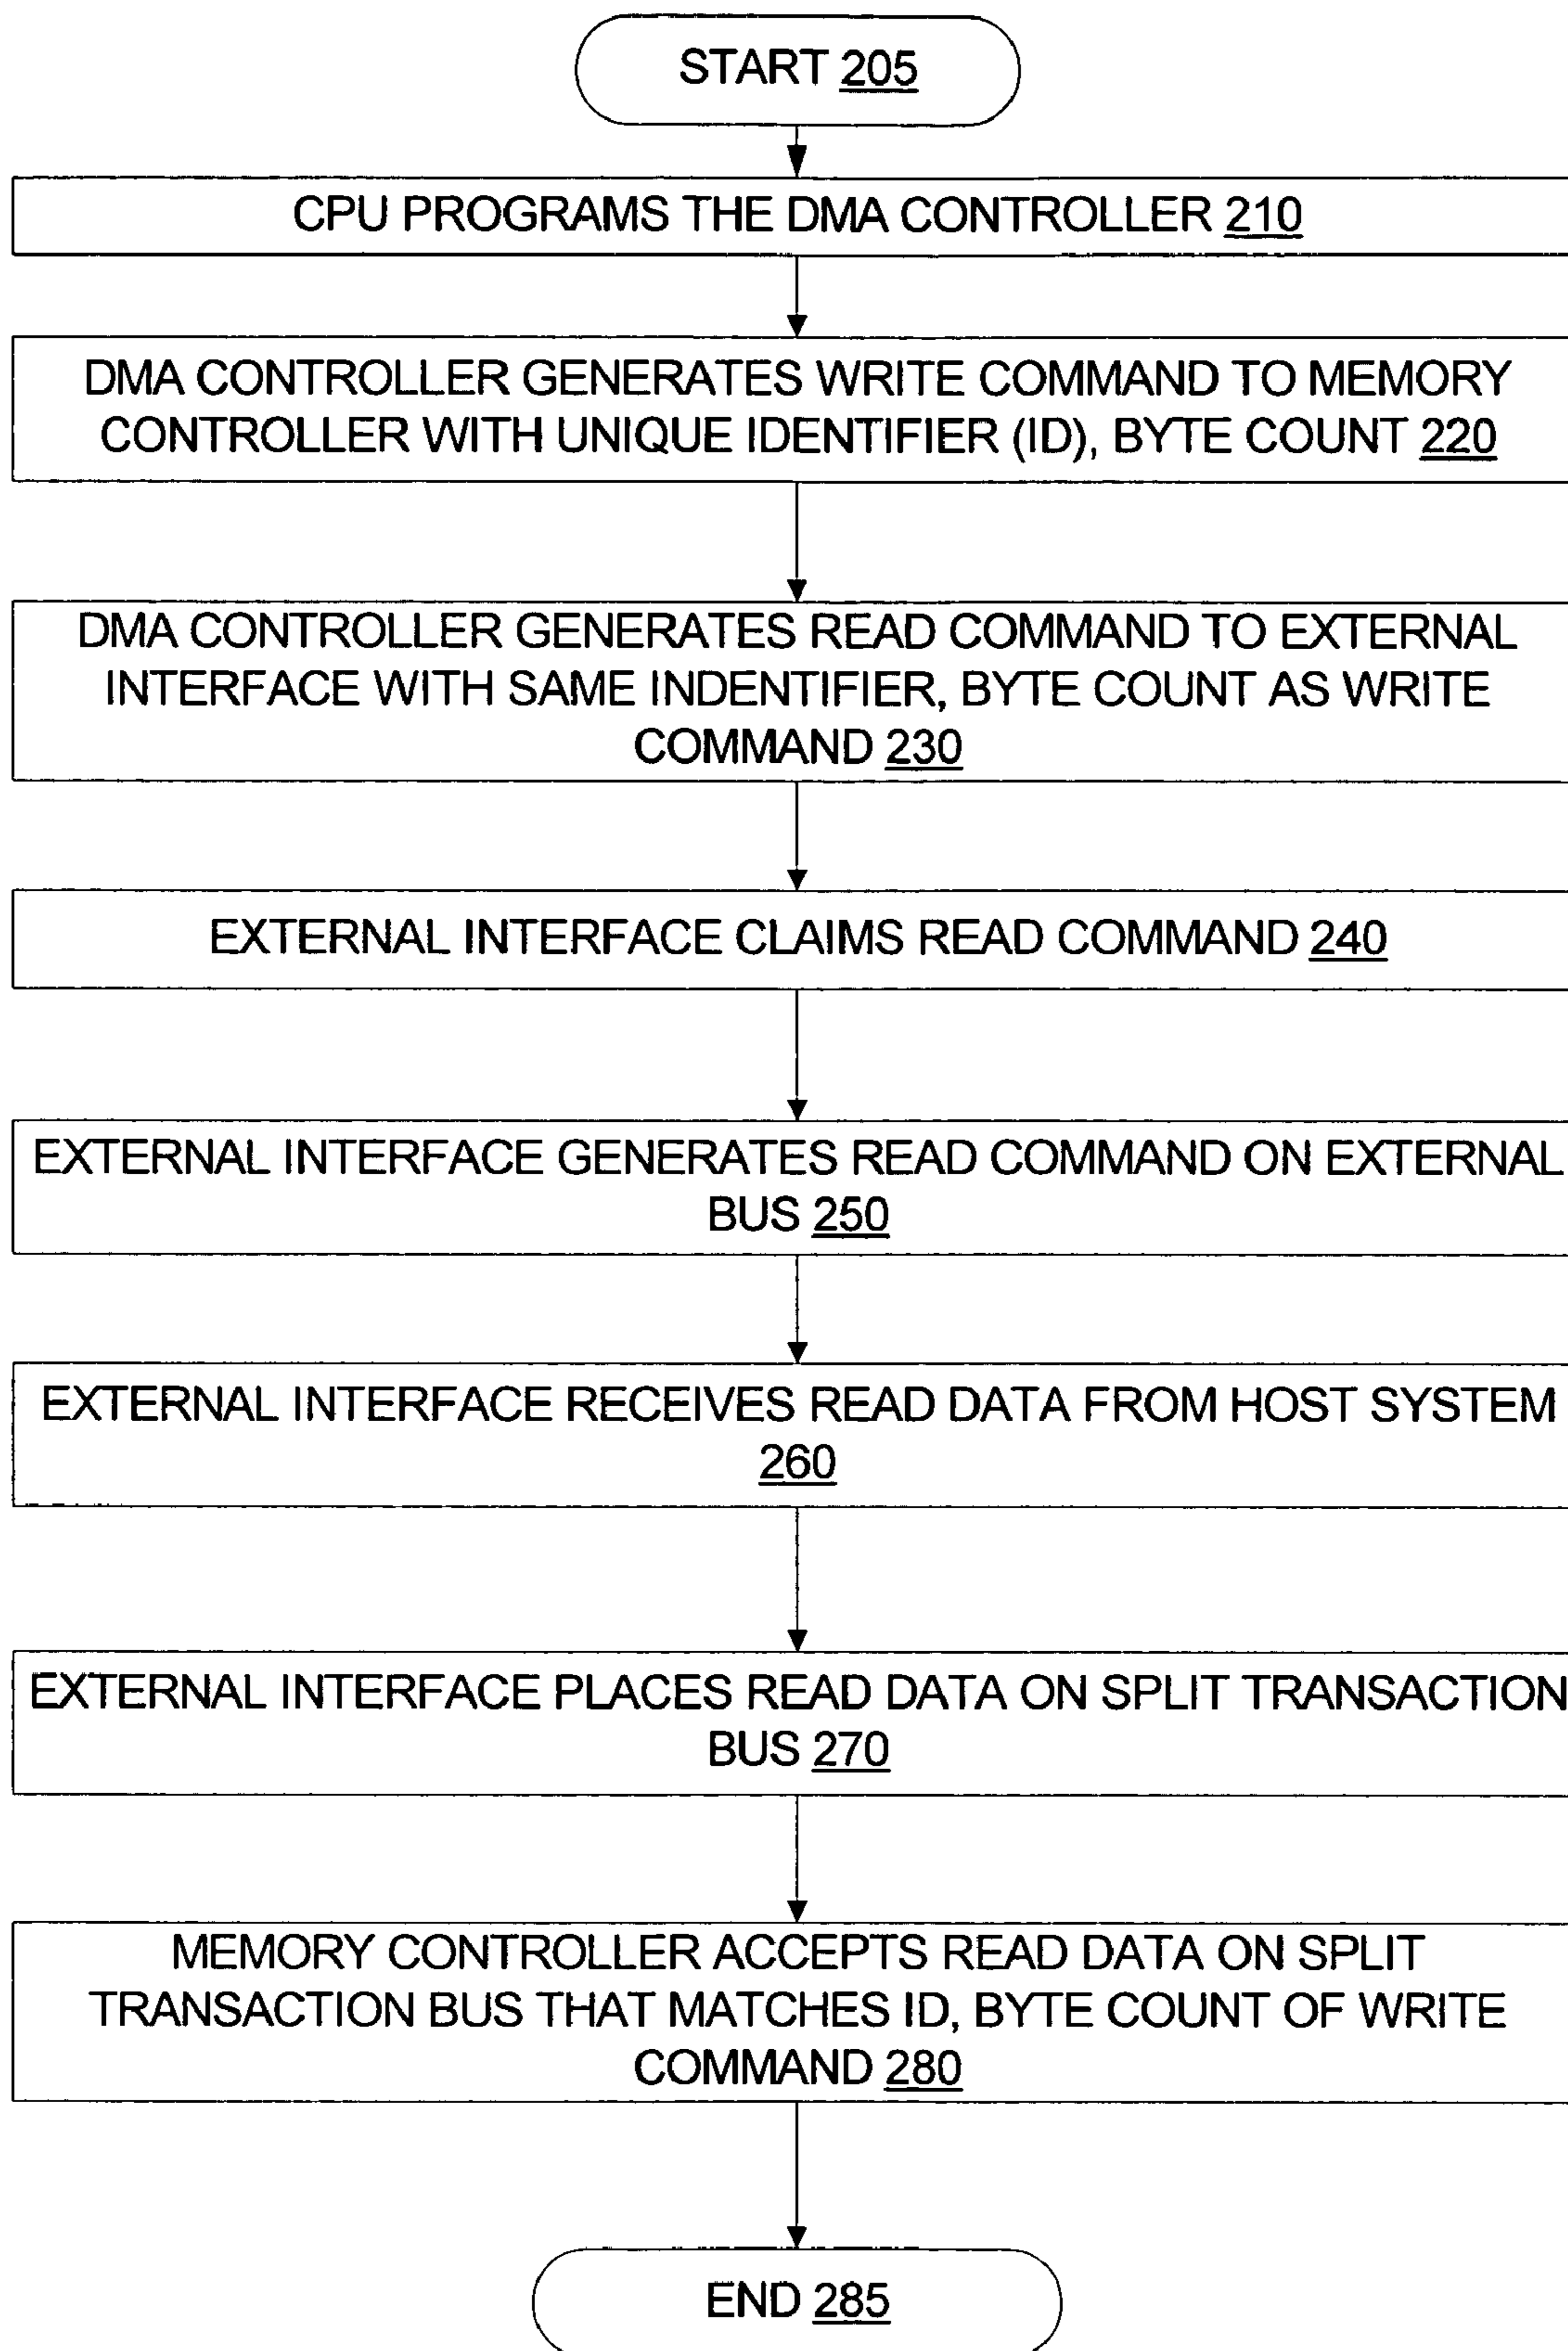 START 205
CPU PROGRAMS THE DMA CONTROLLER 210
DMA CONTROLLER GENERATES WRITE COMMAND TO MEMORY
CONTROLLER WITH UNIQUE IDENTIFIER (ID), BYTE COUNT 220
DMA CONTROLLER GENERATES READ COMMAND TO EXTERNAL
INTERFACE WITH SAME INDENTIFIER, BYTE COUNT AS WRITE
COMMAND 230
EXTERNAL INTERFACE CLAIMS READ COMMAND 240
EXTERNAL INTERFACE GENERATES READ COMMAND ON EXTERNAL
BUS 250
EXTERNAL INTERFACE RECEIVES READ DATA FROM HOST SYSTEM
260
EXTERNAL INTERFACE PLACES READ DATA ON SPLIT TRANSACTION
BUS 270
MEMORY CONTROLLER ACCEPTS READ DATA ON SPLIT
TRANSACTION BUS THAT MATCHES ID, BYTE COUNT OF WRITE
COMMAND 280
END 285